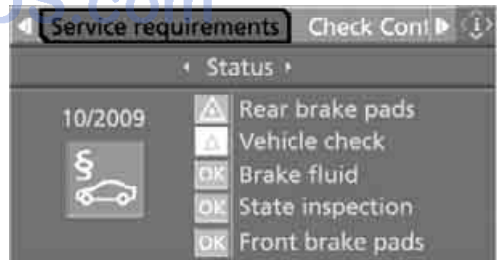 Service requirements Check Conf
Status
10/2009
Rear brake pads
Vehicle check
OK Brake fluid
§
OK State inspection
OK Front brake pads